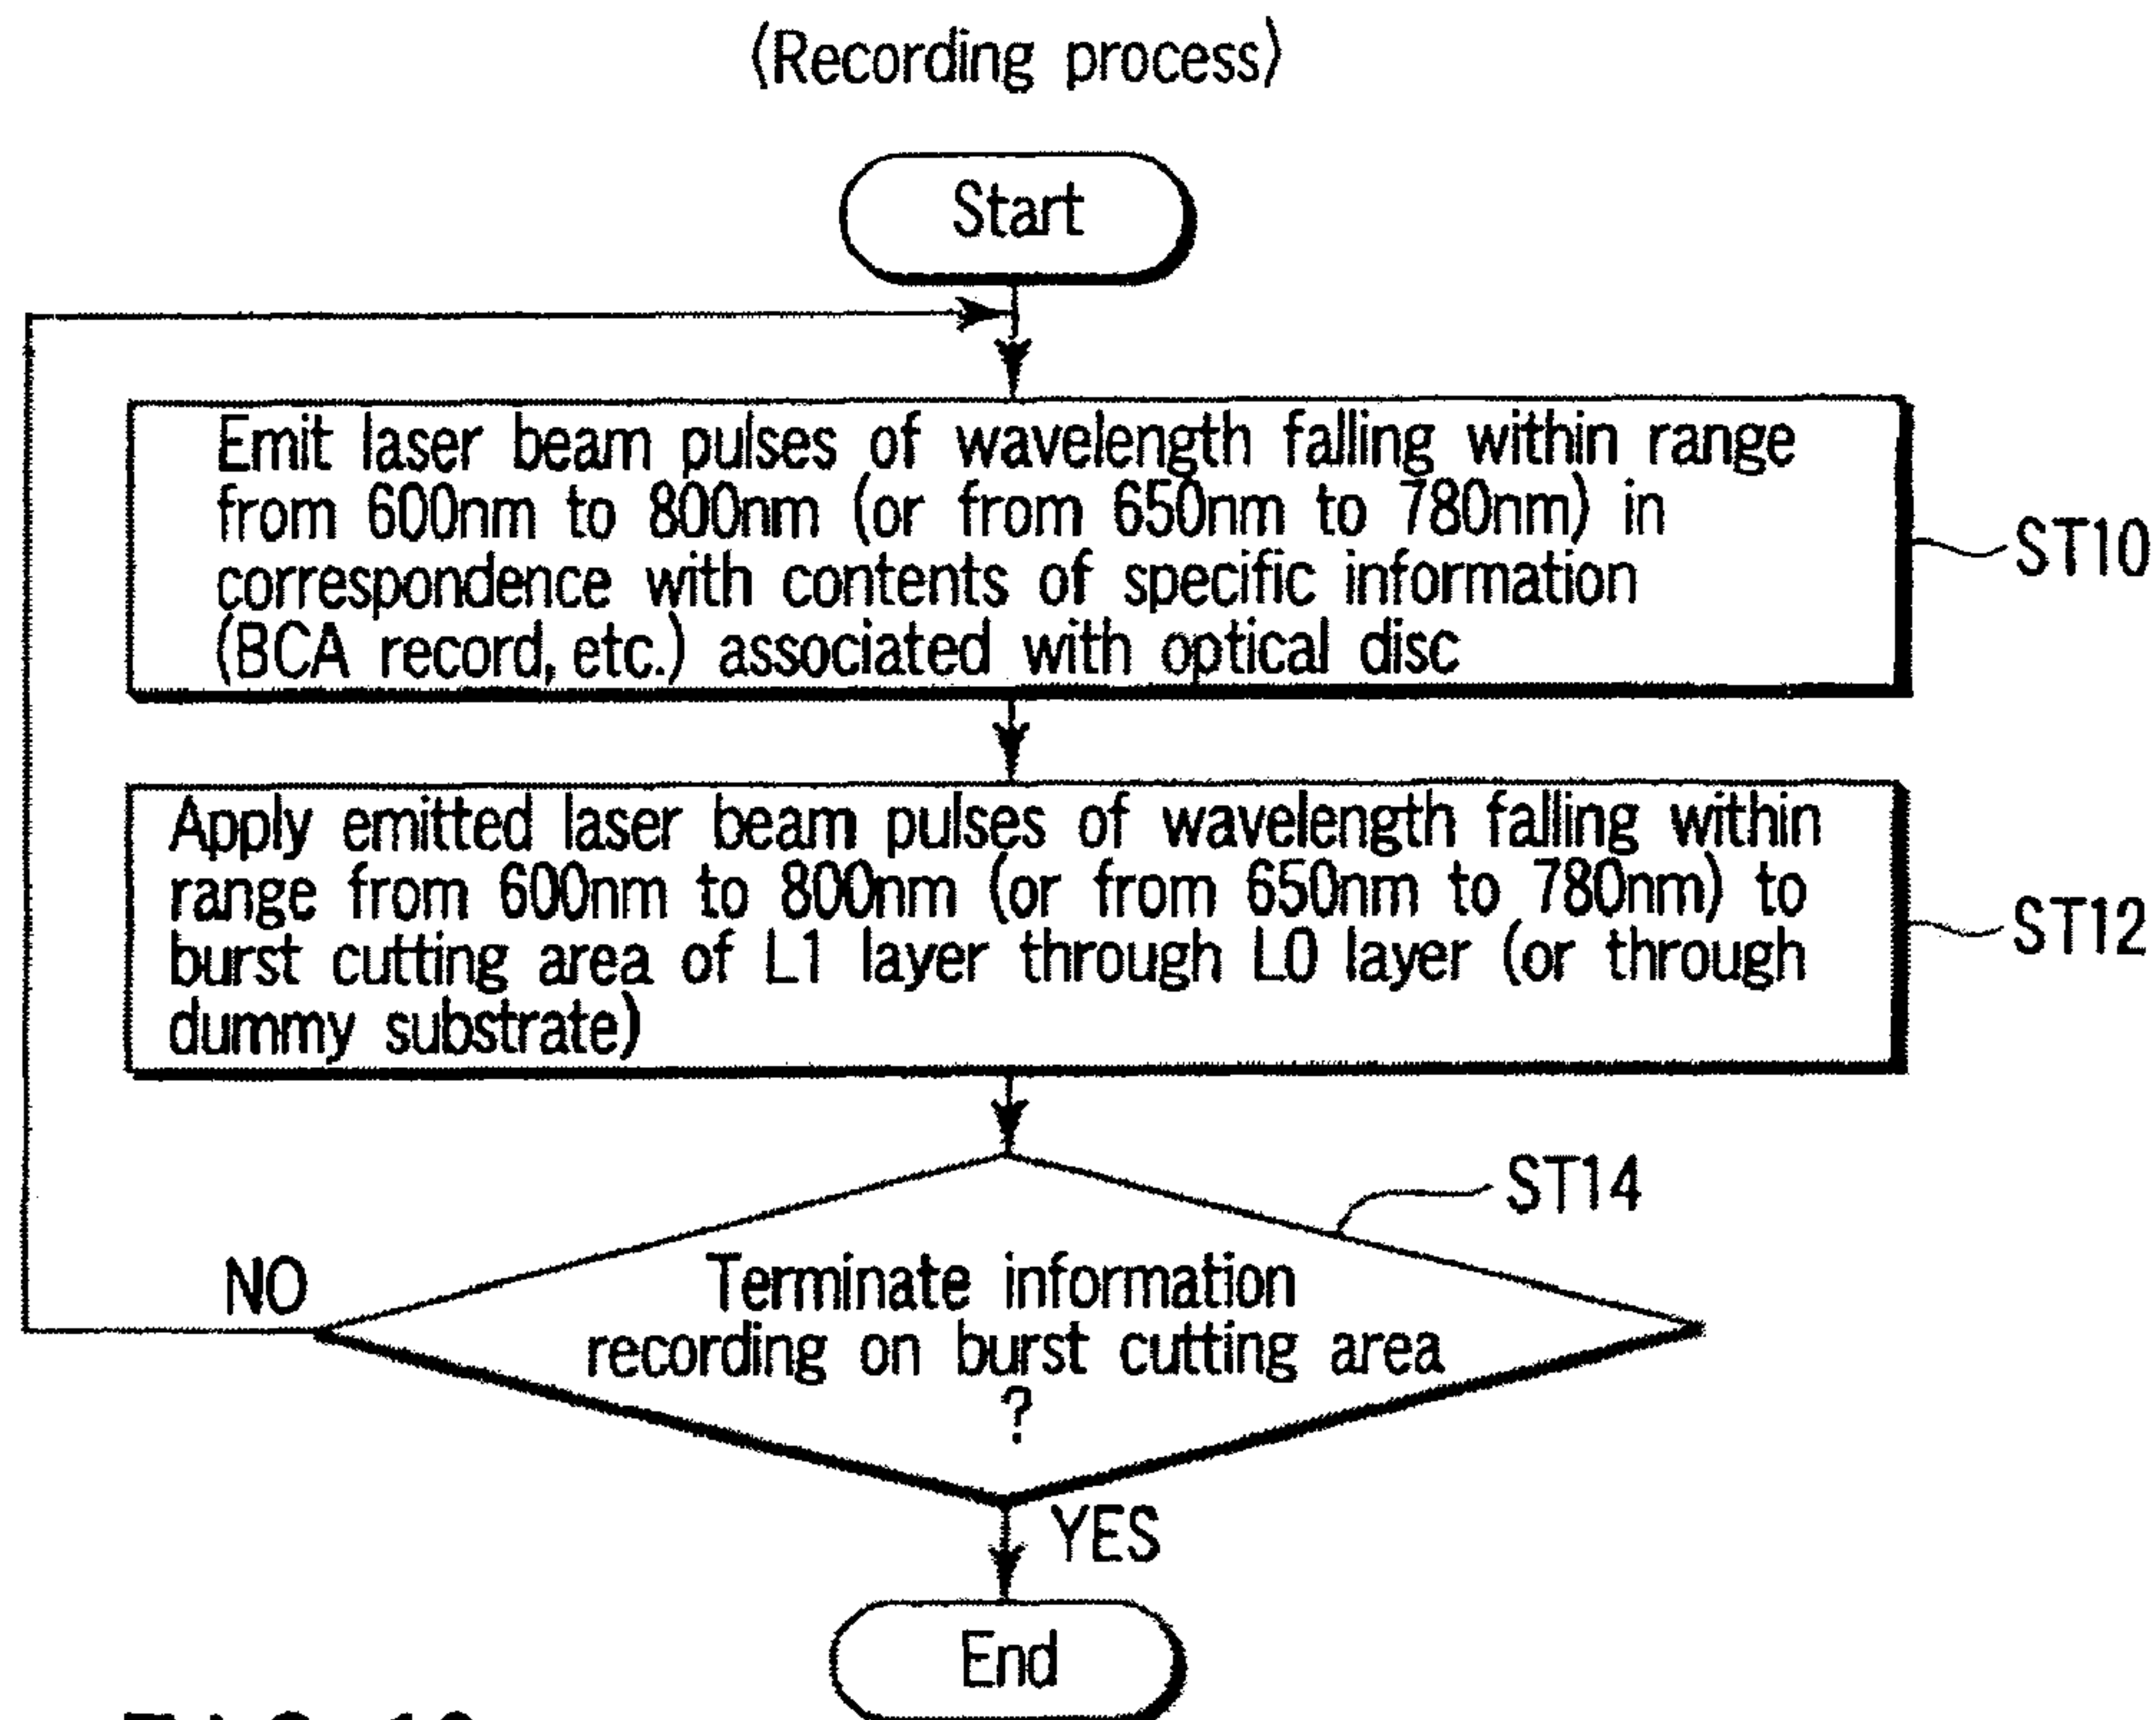 (Recording process)
Start
Emit laser beam pulses of wavelength falling within range
from 600nm to 800nm (or from 650nm to 780nm) in
correspondence with contents of specific information
(BCA record, etc.) associated with optical disc
ST10
Apply emitted laser beam pulses of wavelength falling within
range from 600nm to 800nm (or from 650nm to 780nm) to
burst cutting area of L1 layer through L0 layer (or through
dummy substrate)
ST12
ST14
NO
Terminate information
recording on burst cutting area
?
YES
End